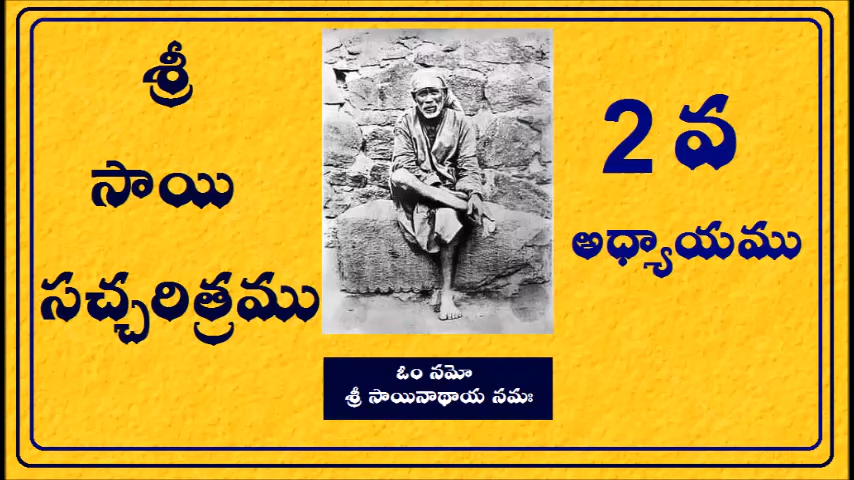 శ్రీ
సాయి
సచ్చరిత్రము
2 వ
అధ్యాయము
ఓం నమో
శ్రీ సాయినాథాయ నమః